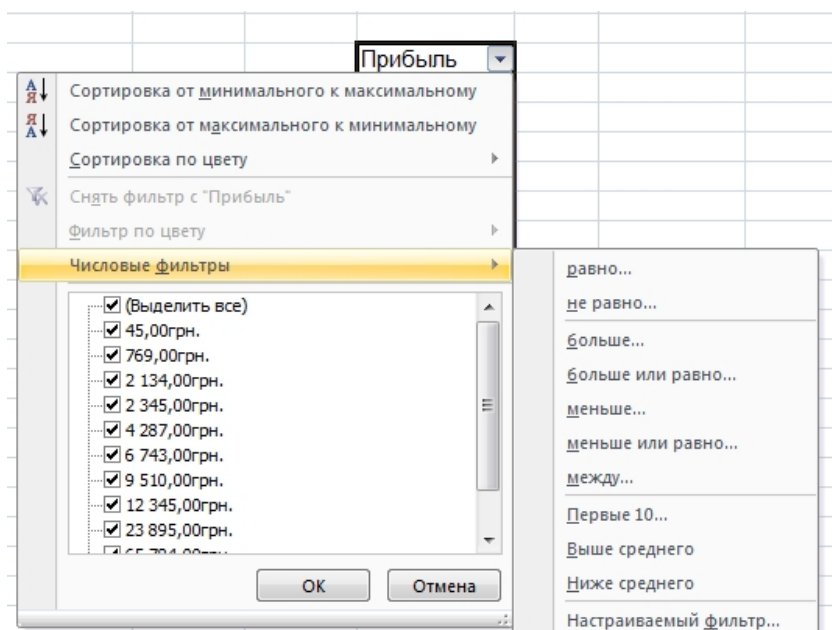 Прибыль
Сортировка от минимального к максимальному
Сортировка от максимального к минимальному
Сортировка по цвету
Снять фильтр с "Прибыль"
Фильтр по цвету
Числовые фильтры
(Выделить все)
45,00грн.
769,00грн.
2 134,00грн.
2 345,00грн.
4 287,00грн.
6 743,00грн.
9 510,00грн.
12 345,00грн.
23 895,00грн.
ОК
Отмена
равно...
не равно...
больше...
больше или равно...
меньше...
меньше или равно...
между...
Первые 10...
Выше среднего
Ниже среднего
Настраиваемый фильтр...